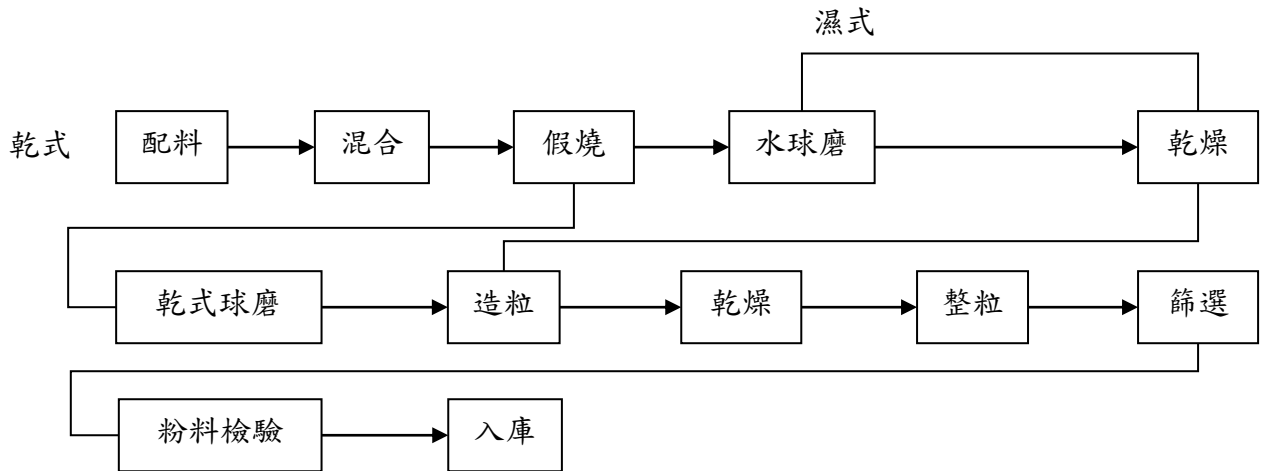 濕式
乾式 配料 混合 假燒 水球磨 乾燥
乾式球磨 造粒 乾燥 整粒 篩選
粉料檢驗 入庫